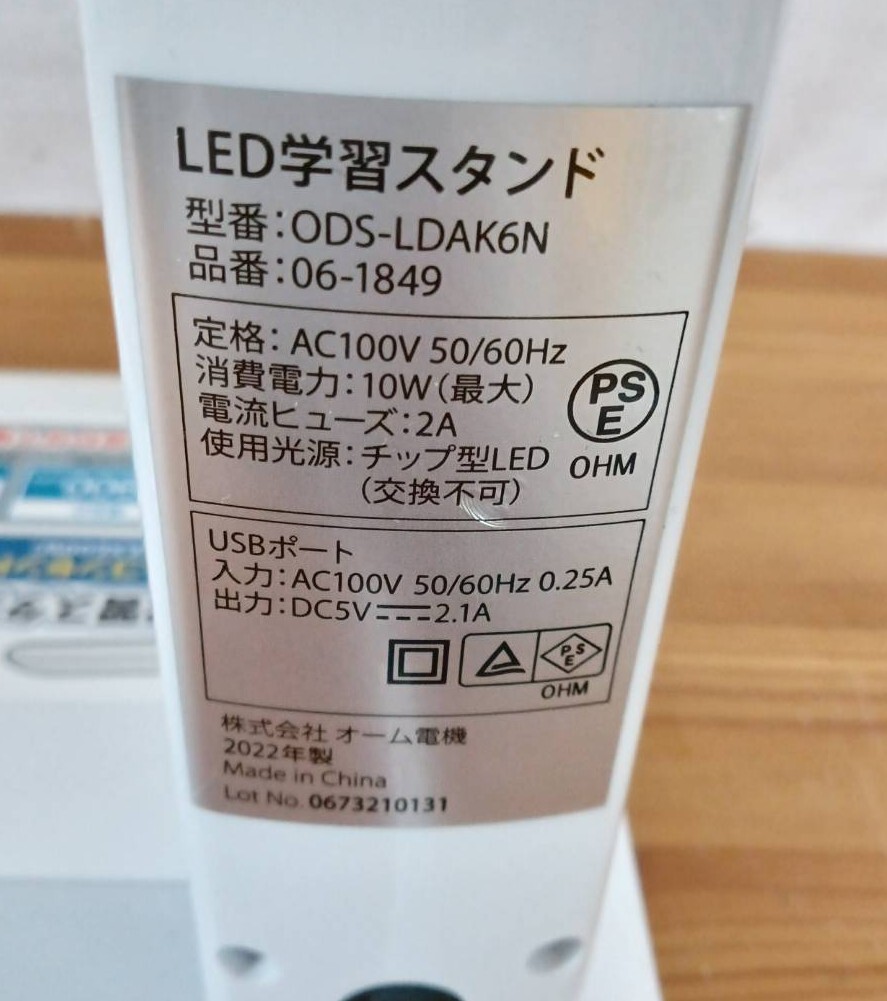 LED学習スタンド
型番:ODS-LDAK6N
品番:06-1849
定格:AC100V 50/60Hz
消費電力:10W(最大)
電流ヒューズ:2A
使用光源:チップ型LED
(交換不可)
PS
E
OHM
USBポート
入力:AC100V 50/60Hz 0.25A
出力:DC5V⎓2.1A
PS
E
OHM
株式会社 オーム電機
2022年製
Made in China
Lot No. 0673210131